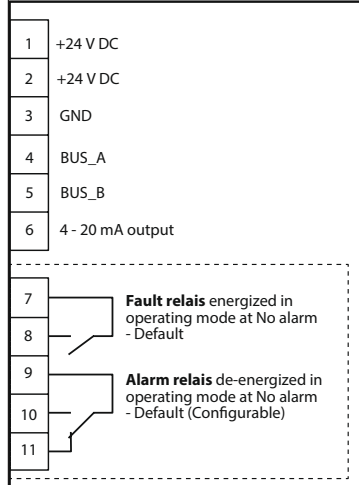 1 +24 V DC
2 +24 V DC
3 GND
4 BUS_A
5 BUS_B
6 4 - 20 mA output
7
8
Fault relais energized in
operating mode at No alarm
- Default
9
10
11
Alarm relais de-energized in
operating mode at No alarm
- Default (Configurable)